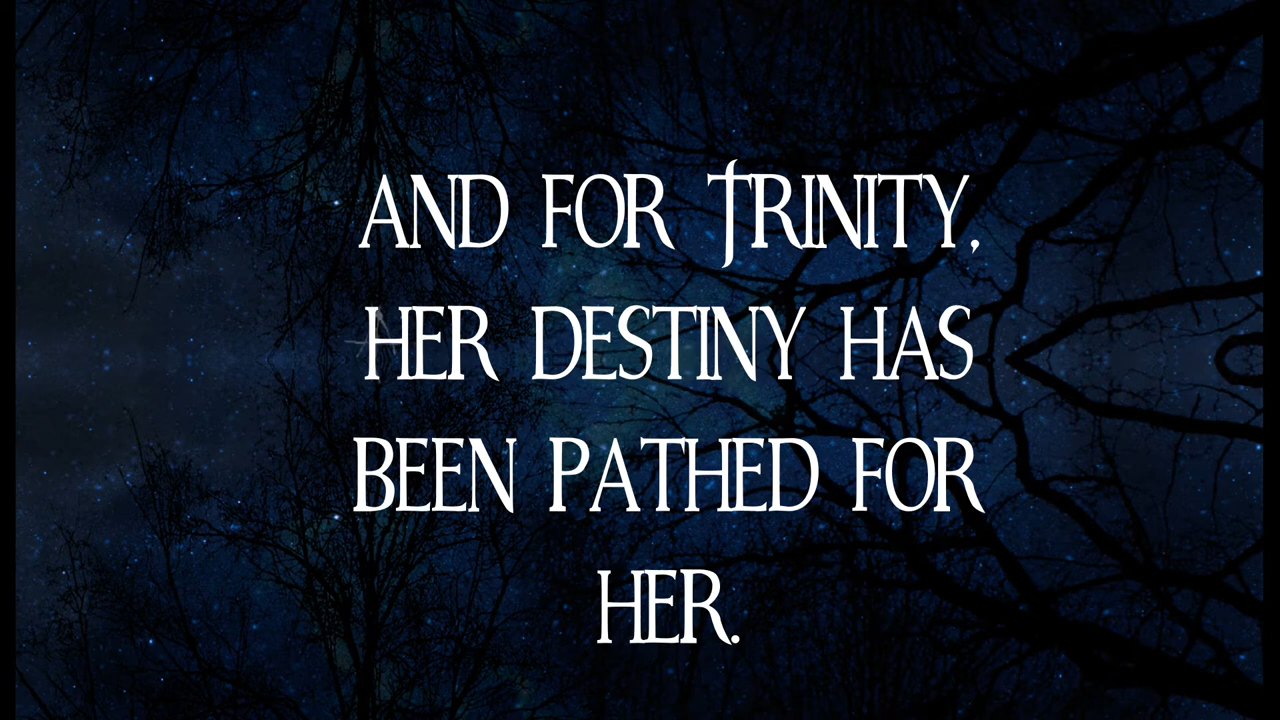 AND FOR TRINITY,
HER DESTINY HAS
BEEN PATHED FOR
HER.